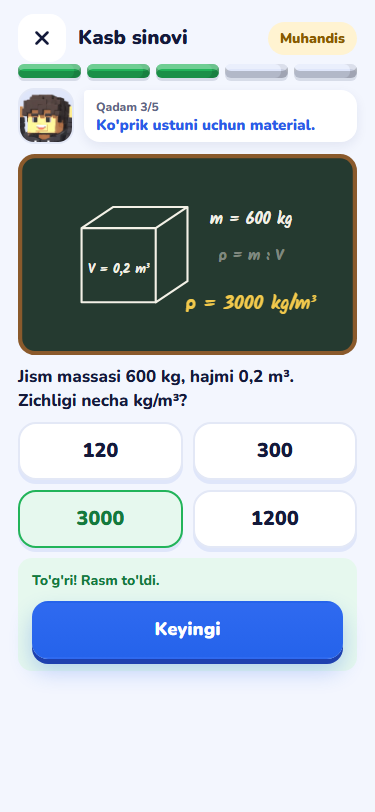 Kasb sinovi
Muhandis
Qadam 3/5
Ko'prik ustuni uchun material.
m = 600 kg
ρ = m : V
V = 0,2 m³
ρ = 3000 kg/m³
Jism massasi 600 kg, hajmi 0,2 m³.
Zichligi necha kg/m³?
120
300
3000
1200
To'g'ri! Rasm to'ldi.
Keyingi